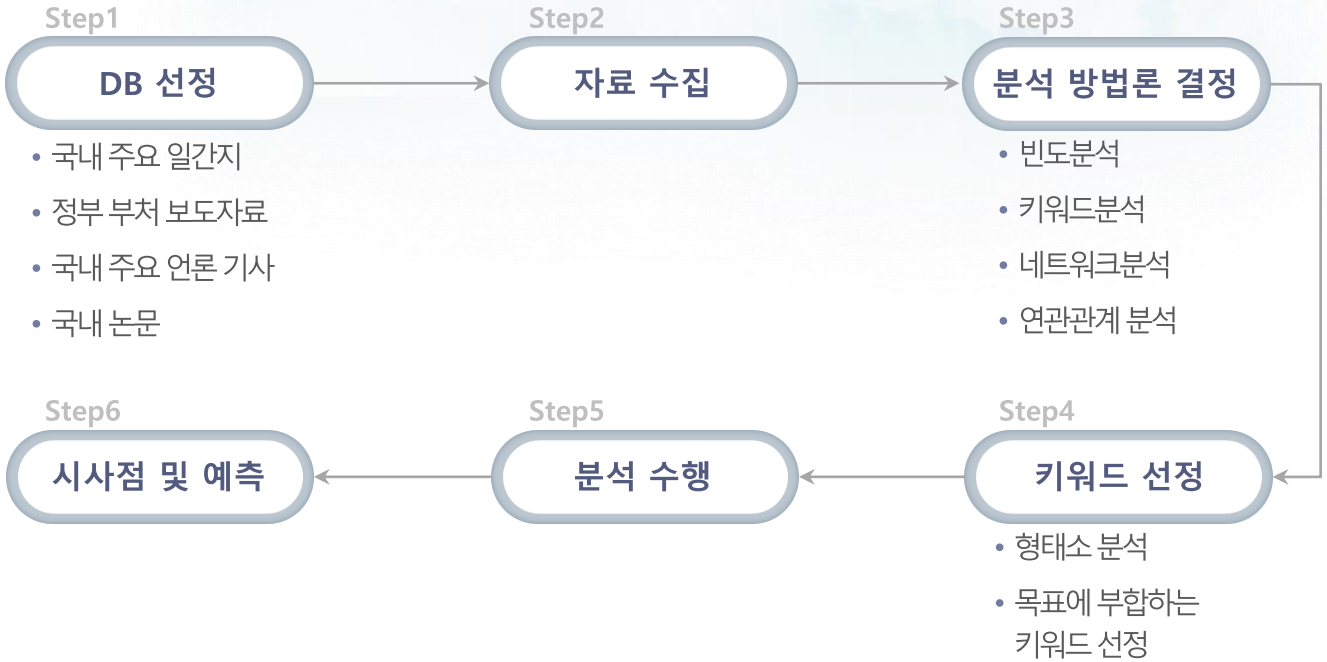 Step1
DB 선정
• 국내 주요 일간지
• 정부 부처 보도자료
• 국내 주요 언론 기사
• 국내 논문
Step2
자료 수집
Step3
분석 방법론 결정
• 빈도분석
• 키워드분석
• 네트워크분석
• 연관관계 분석
Step4
키워드 선정
• 형태소 분석
• 목표에 부합하는
키워드 선정
Step5
분석 수행
Step6
시사점 및 예측